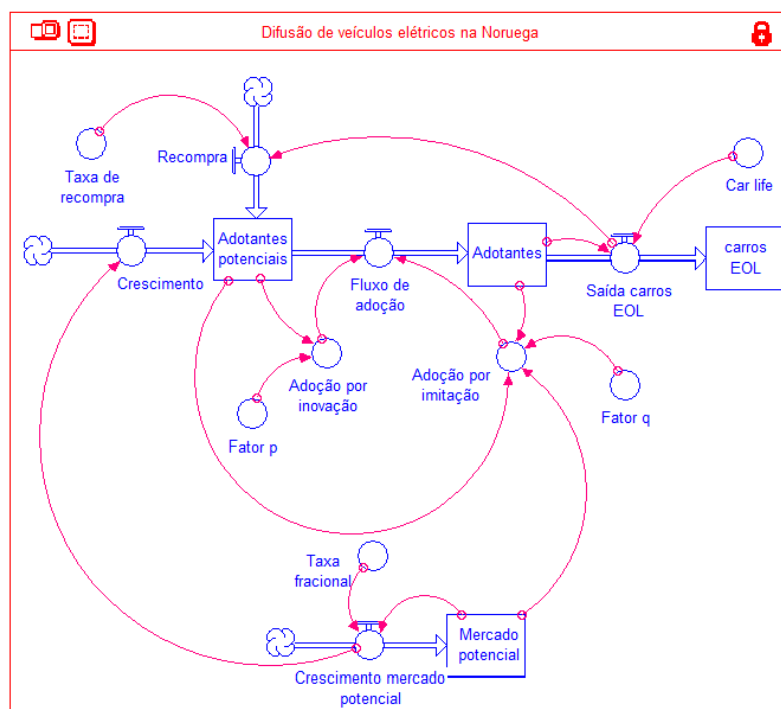 Difusão de veículos elétricos na Noruega
Recompra
Taxa de
recompra
Car life
Adotantes
potenciais
Adotantes
carros
EOL
Crescimento
Fluxo de
adoção
Saída carros
EOL
Adoção por
inovação
Adoção por
imitação
Fator p
Fator q
Taxa
fracional
Mercado
potencial
Crescimento mercado
potencial